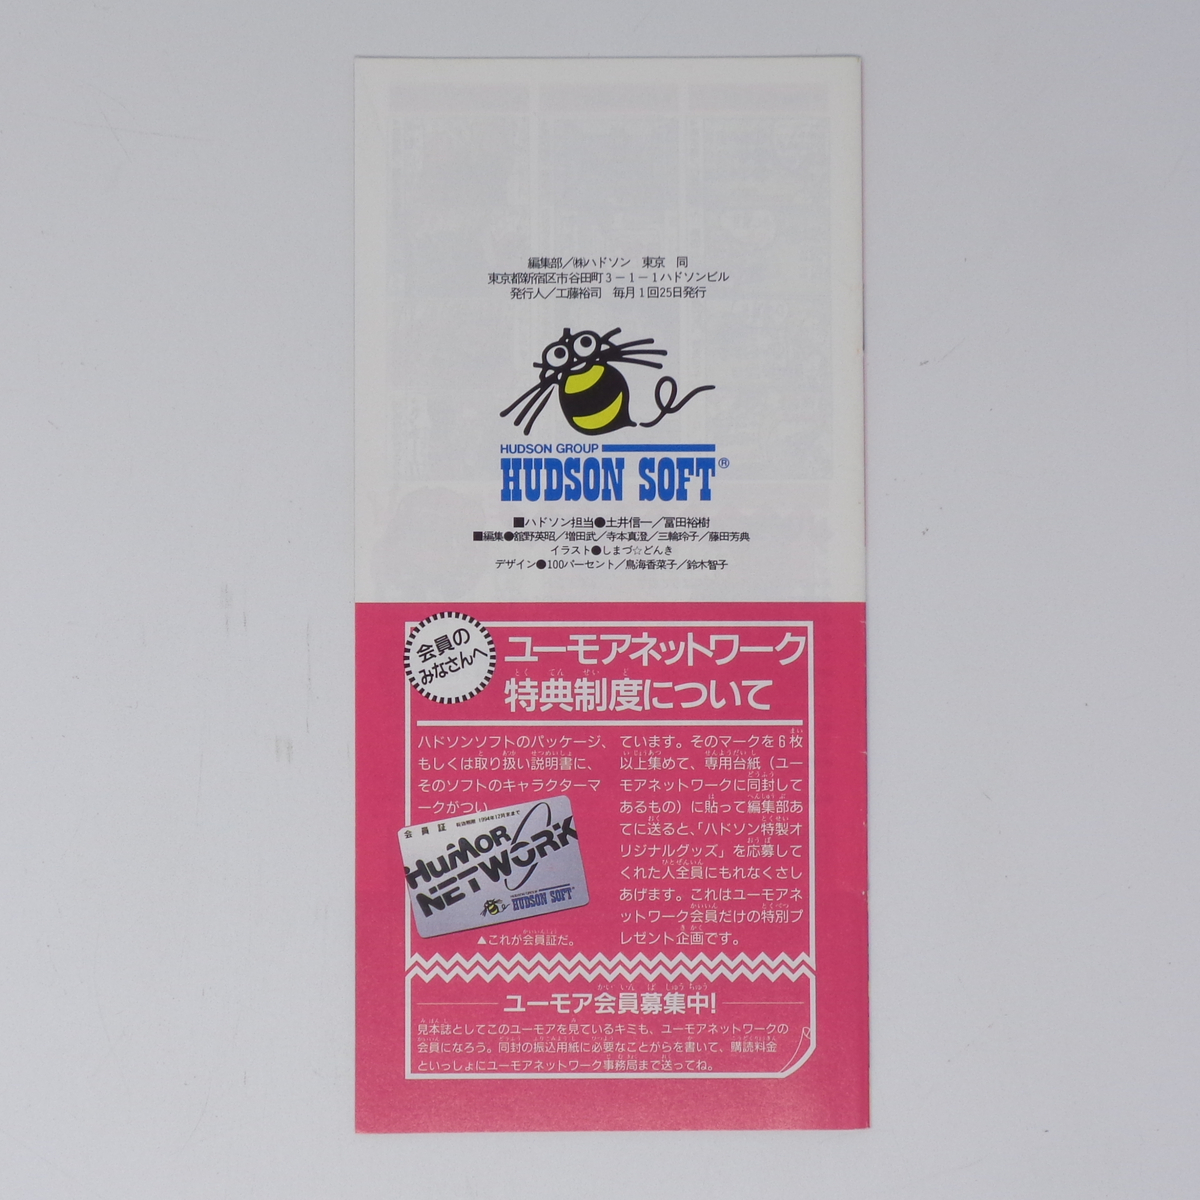 編集部／㈱ハドソン 東京 同
東京都新宿区市谷田町３－１－１ハドソンビル
発行人／工藤裕司 毎月１回25日発行
HUDSON GROUP
HUDSON SOFT®
■ハドソン担当●土井信一／冨田裕樹
■編集●舘野英昭／増田武／寺本真澄／三輪玲子／藤田芳典
イラスト●しまづ☆どんき
デザイン●100パーセント／鳥海香菜子／鈴木智子
会員の
みなさんへ
ユーモアネットワーク
特典制度について
ハドソンソフトのパッケージ、
もしくは取り扱い説明書に、
そのソフトのキャラクターマ
ークがつい
ています。そのマークを６枚
以上集めて、専用台紙（ユー
モアネットワークに同封して
あるもの）に貼って編集部あ
てに送ると、「ハドソン特製オ
リジナルグッズ」を応募して
くれた人全員にもれなくさし
あげます。これはユーモアネ
ットワーク会員だけの特別プ
レゼント企画です。
会員証 有効期限 1994年12月末まで
HuMOR
NETWORK
HUDSON GROUP
HUDSON SOFT
▲これが会員証だ。
ユーモア会員募集中！
見本誌としてこのユーモアを見ているキミも、ユーモアネットワークの
会員になろう。同封の振込用紙に必要なことがらを書いて、購読料金
といっしょにユーモアネットワーク事務局まで送ってね。